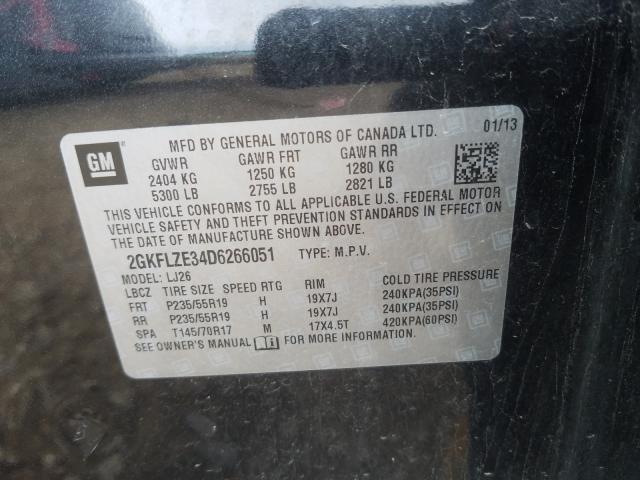 GM
MFD BY GENERAL MOTORS OF CANADA LTD. 01/13
GVWR GAWR FRT GAWR RR
2404 KG 1250 KG 1280 KG
5300 LB 2755 LB 2821 LB
THIS VEHICLE CONFORMS TO ALL APPLICABLE U.S. FEDERAL MOTOR
VEHICLE SAFETY AND THEFT PREVENTION STANDARDS IN EFFECT ON
THE DATE OF MANUFACTURE SHOWN ABOVE.
2GKFLZE34D6266051 TYPE: M.P.V.
MODEL: LJ26
LBCZ TIRE SIZE SPEED RTG RIM COLD TIRE PRESSURE
FRT P235/55R19 H 19X7J 240KPA(35PSI)
RR P235/55R19 H 19X7J 240KPA(35PSI)
SPA T145/70R17 M 17X4.5T 420KPA(60PSI)
SEE OWNER'S MANUAL FOR MORE INFORMATION.